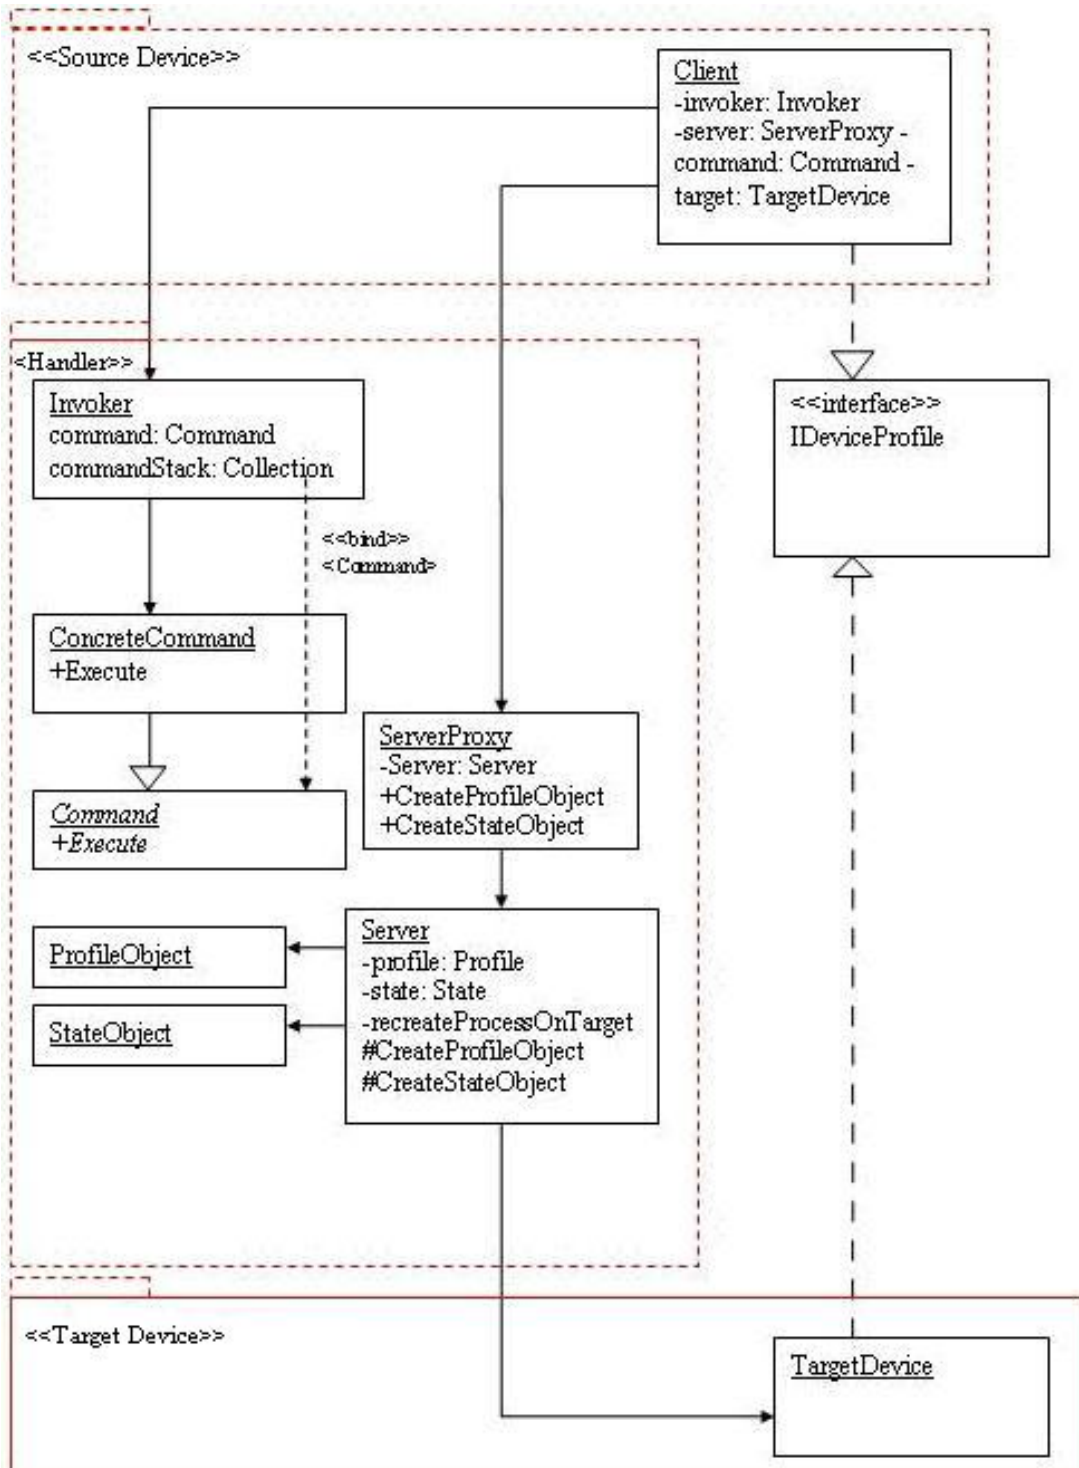 <<Source Device>>
Client
-invoker: Invoker
-server: ServerProxy -
command: Command -
target: TargetDevice
<Handler>>
Invoker
command: Command
commandStack: Collection
<<interface>>
IDeviceProfile
<<bind>>
<Command>
ConcreteCommand
+Execute
Command
+Execute
ServerProxy
-Server: Server
+CreateProfileObject
+CreateStateObject
ProfileObject
StateObject
Server
-profile: Profile
-state: State
-recreateProcessOnTarget
#CreateProfileObject
#CreateStateObject
<<Target Device>>
TargetDevice